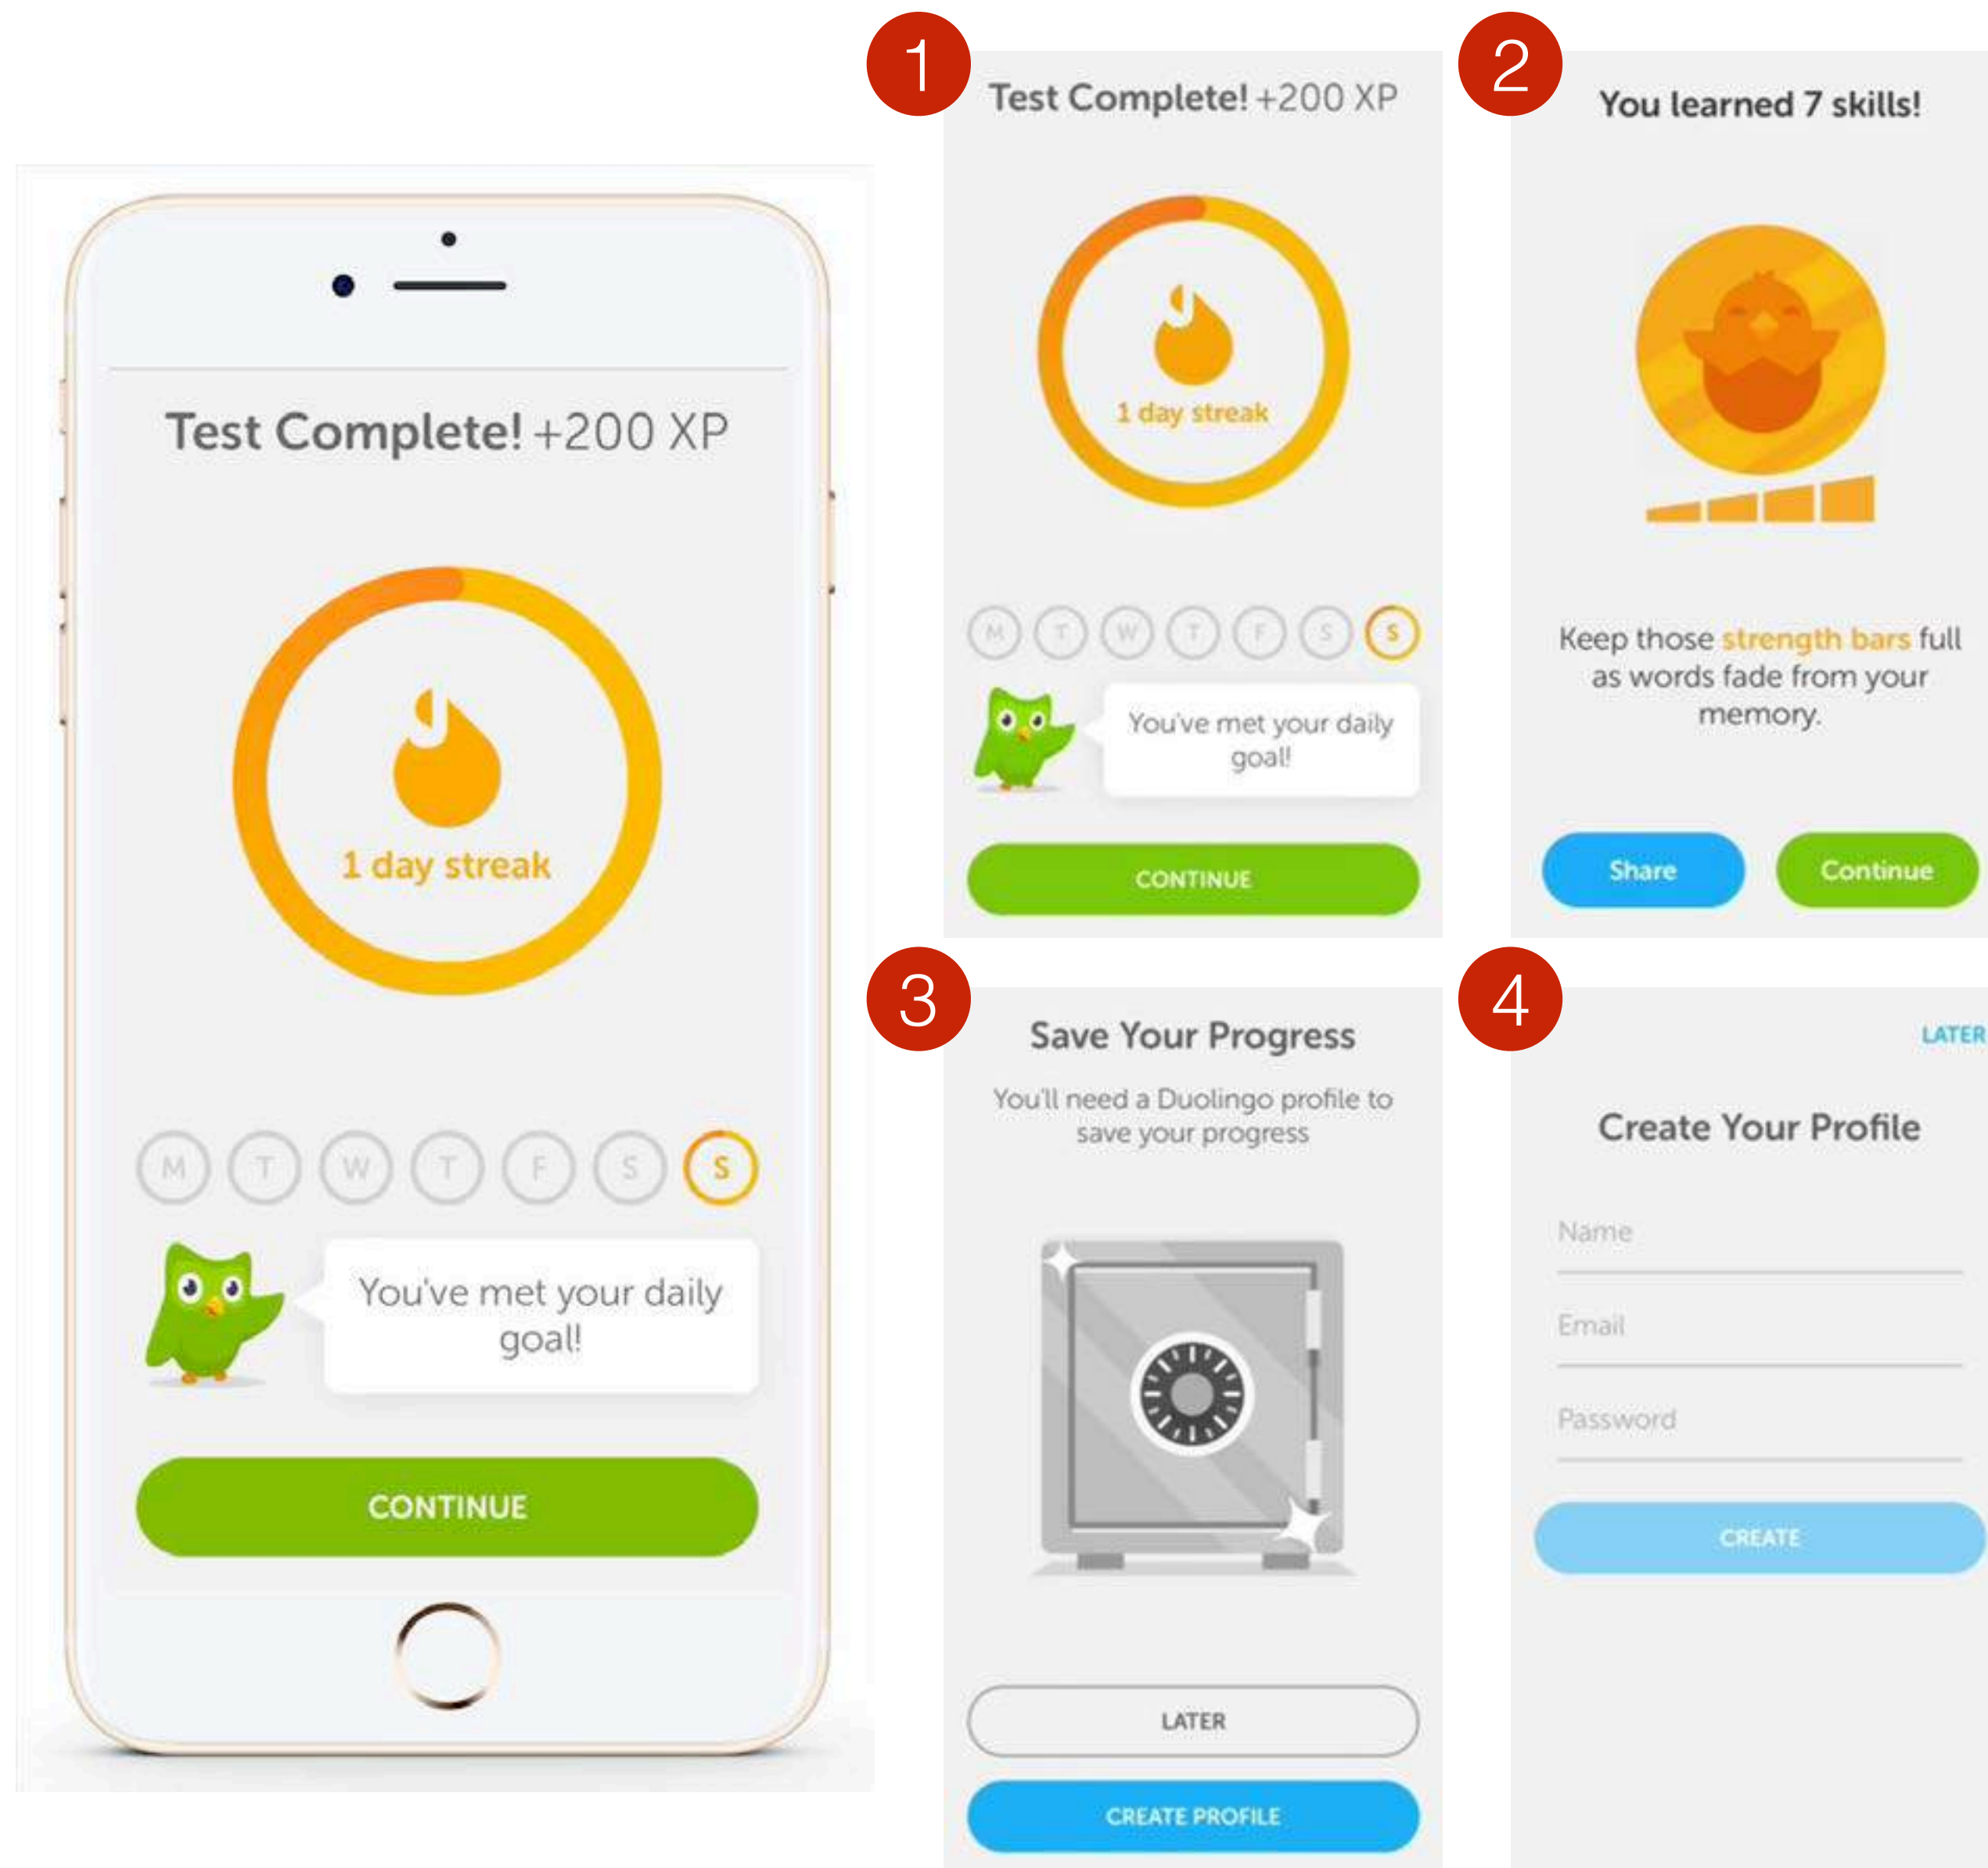 Test Complete! +200 XP
1 day streak
M T W T F S S
You've met your daily
goal!
CONTINUE
1
Test Complete! +200 XP
1 day streak
M T W T F S S
You've met your daily
goal!
CONTINUE
2
You learned 7 skills!
Keep those strength bars full
as words fade from your
memory.
Share
Continue
3
Save Your Progress
You'll need a Duolingo profile to
save your progress
LATER
CREATE PROFILE
4
LATER
Create Your Profile
Name
Email
Password
CREATE